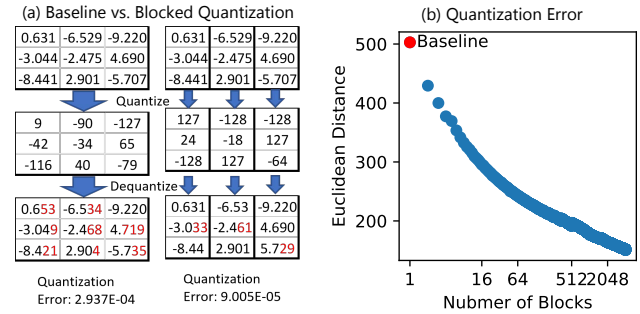 (a) Baseline vs. Blocked Quantization
0.631 -6.529 -9.220
-3.044 -2.475 4.690
-8.441 2.901 -5.707
0.631 -6.529 -9.220
-3.044 -2.475 4.690
-8.441 2.901 -5.707
Quantize
9 -90 -127
-42 -34 65
-116 40 -79
127 -128 -128
24 -18 127
-128 127 -64
Dequantize
0.653 -6.534 -9.220
-3.049 -2.468 4.719
-8.421 2.904 -5.735
0.631 -6.53 -9.220
-3.033 -2.461 4.690
-8.44 2.901 5.729
Quantization
Error: 2.937E-04
Quantization
Error: 9.005E-05
(b) Quantization Error
Baseline
Euclidean Distance
500
400
300
200
1 16 64 512 2048
Nubmer of Blocks